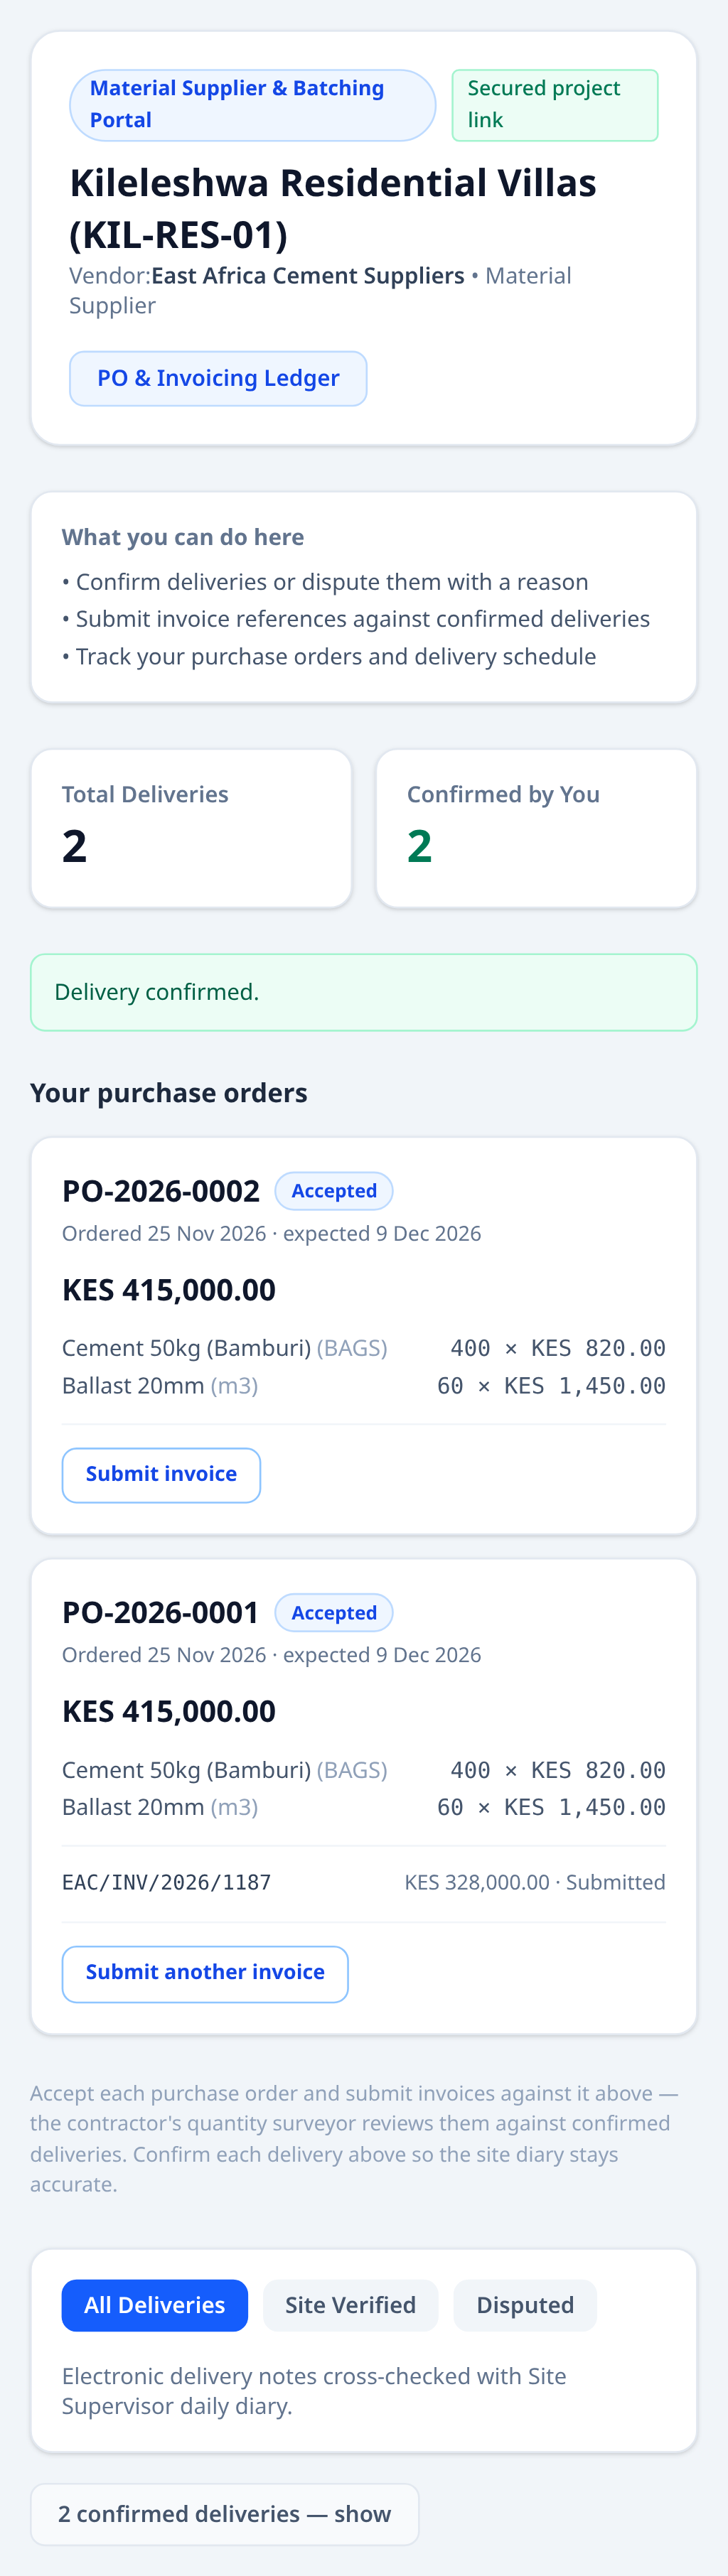 Material Supplier & Batching
Portal
Secured project
link
Kileleshwa Residential Villas
(KIL-RES-01)
Vendor:East Africa Cement Suppliers • Material
Supplier
PO & Invoicing Ledger
What you can do here
• Confirm deliveries or dispute them with a reason
• Submit invoice references against confirmed deliveries
• Track your purchase orders and delivery schedule
Total Deliveries
2
Confirmed by You
2
Delivery confirmed.
Your purchase orders
PO-2026-0002 Accepted
Ordered 25 Nov 2026 · expected 9 Dec 2026
KES 415,000.00
Cement 50kg (Bamburi) (BAGS) 400 × KES 820.00
Ballast 20mm (m3) 60 × KES 1,450.00
Submit invoice
PO-2026-0001 Accepted
Ordered 25 Nov 2026 · expected 9 Dec 2026
KES 415,000.00
Cement 50kg (Bamburi) (BAGS) 400 × KES 820.00
Ballast 20mm (m3) 60 × KES 1,450.00
EAC/INV/2026/1187 KES 328,000.00 · Submitted
Submit another invoice
Accept each purchase order and submit invoices against it above —
the contractor's quantity surveyor reviews them against confirmed
deliveries. Confirm each delivery above so the site diary stays
accurate.
All Deliveries Site Verified Disputed
Electronic delivery notes cross-checked with Site
Supervisor daily diary.
2 confirmed deliveries — show